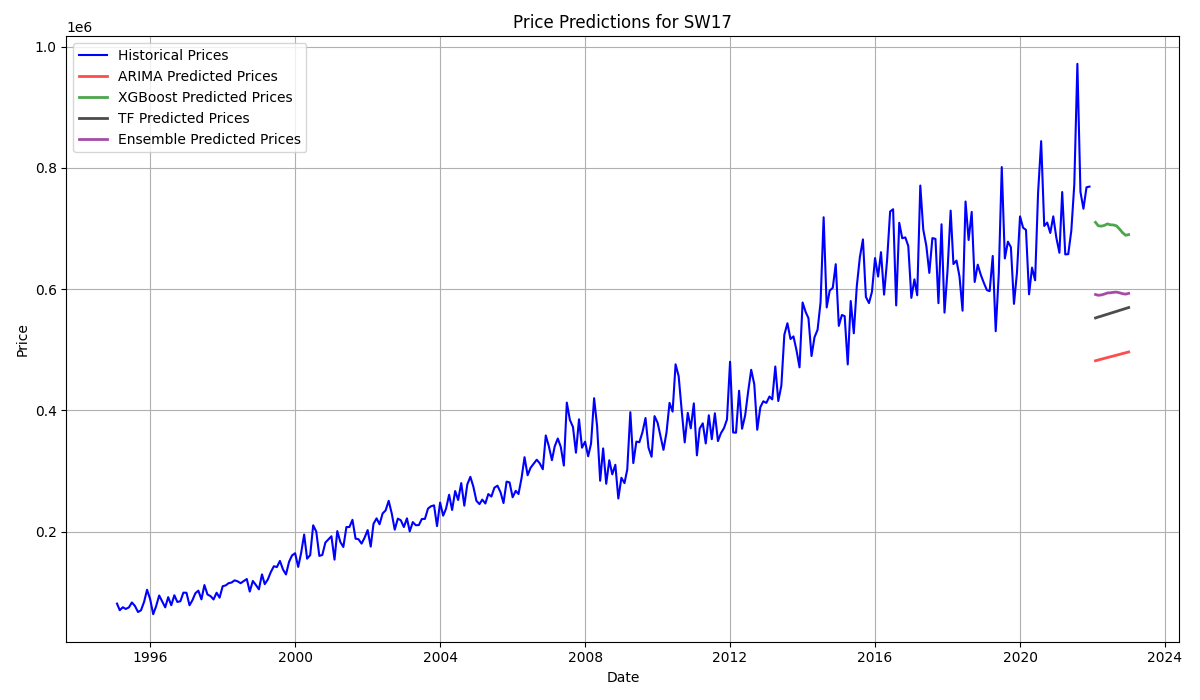 Price Predictions for SW17
1e6
1.0
0.8
0.6
0.4
0.2
Price
Historical Prices
ARIMA Predicted Prices
XGBoost Predicted Prices
TF Predicted Prices
Ensemble Predicted Prices
1996 2000 2004 2008 2012 2016 2020 2024
Date